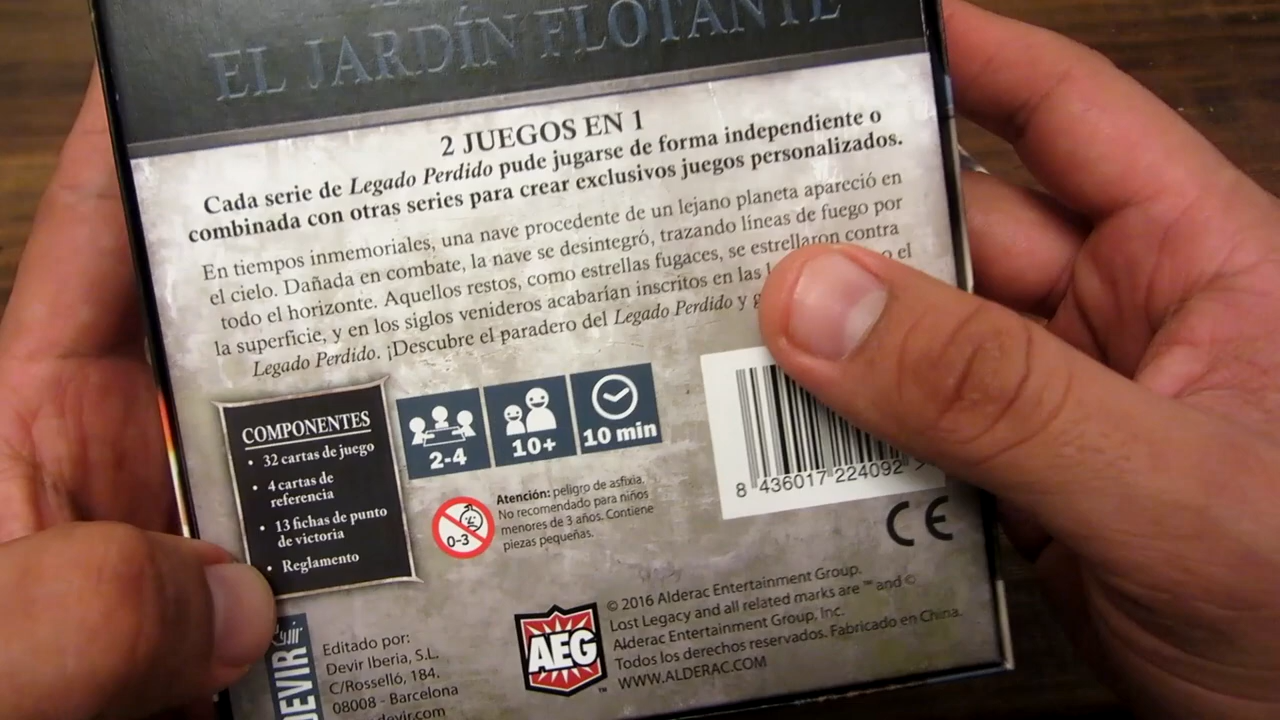 EL JARDÍN FLOTANTE
2 JUEGOS EN 1
Cada serie de Legado Perdido pude jugarse de forma independiente o
combinada con otras series para crear exclusivos juegos personalizados.
En tiempos inmemoriales, una nave procedente de un lejano planeta apareció en
el cielo. Dañada en combate, la nave se desintegró, trazando líneas de fuego por
todo el horizonte. Aquellos restos, como estrellas fugaces, se estrellaron contra
la superficie, y en los siglos venideros acabarían inscritos en las el
Legado Perdido. ¡Descubre el paradero del Legado Perdido y
COMPONENTES
• 32 cartas de juego
• 4 cartas de
referencia
• 13 fichas de punto
de victoria
• Reglamento
2-4
10+
10 min
0-3
Atención: peligro de asfixia.
No recomendado para niños
menores de 3 años. Contiene
piezas pequeñas.
8 436017 224092 >
CE
DEVIR
Editado por:
Devir Iberia, S.L.
C/Rosselló, 184.
08008 - Barcelona
devir.com
AEG™
© 2016 Alderac Entertainment Group.
Lost Legacy and all related marks are ™ and ©
Alderac Entertainment Group, Inc.
Todos los derechos reservados. Fabricado en China.
WWW.ALDERAC.COM